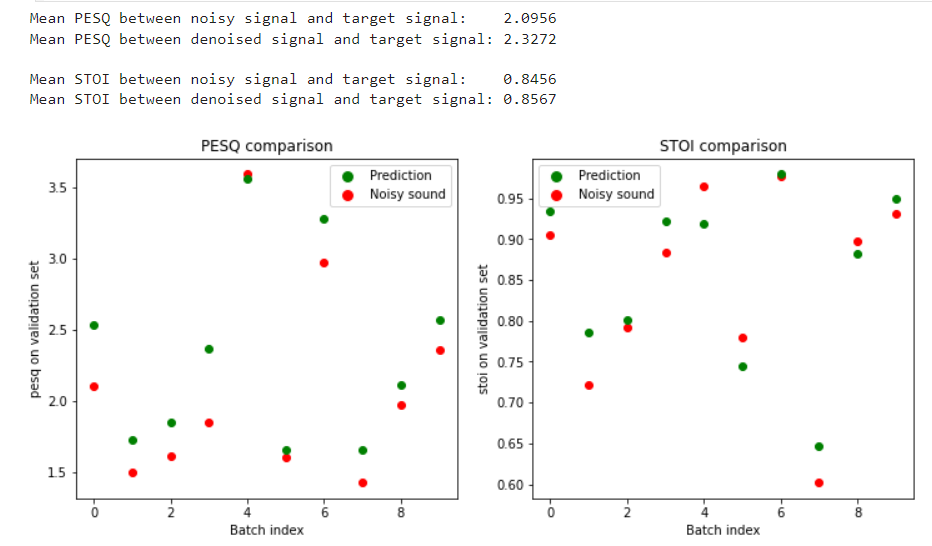 Mean PESQ between noisy signal and target signal: 2.0956
Mean PESQ between denoised signal and target signal: 2.3272
Mean STOI between noisy signal and target signal: 0.8456
Mean STOI between denoised signal and target signal: 0.8567
PESQ comparison
Prediction
Noisy sound
3.5
3.0
2.5
2.0
1.5
pesq on validation set
0 2 4 6 8
Batch index
STOI comparison
Prediction
Noisy sound
0.95
0.90
0.85
0.80
0.75
0.70
0.65
0.60
stoi on validation set
0 2 4 6 8
Batch index